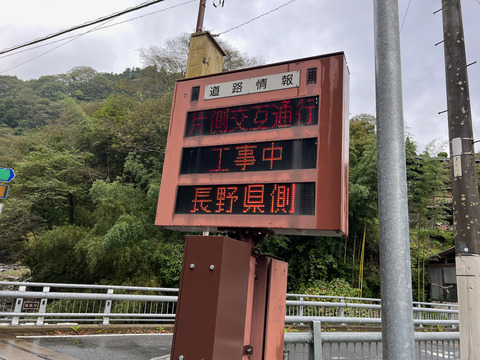 道路情報
片側交互通行
工事中
長野県側